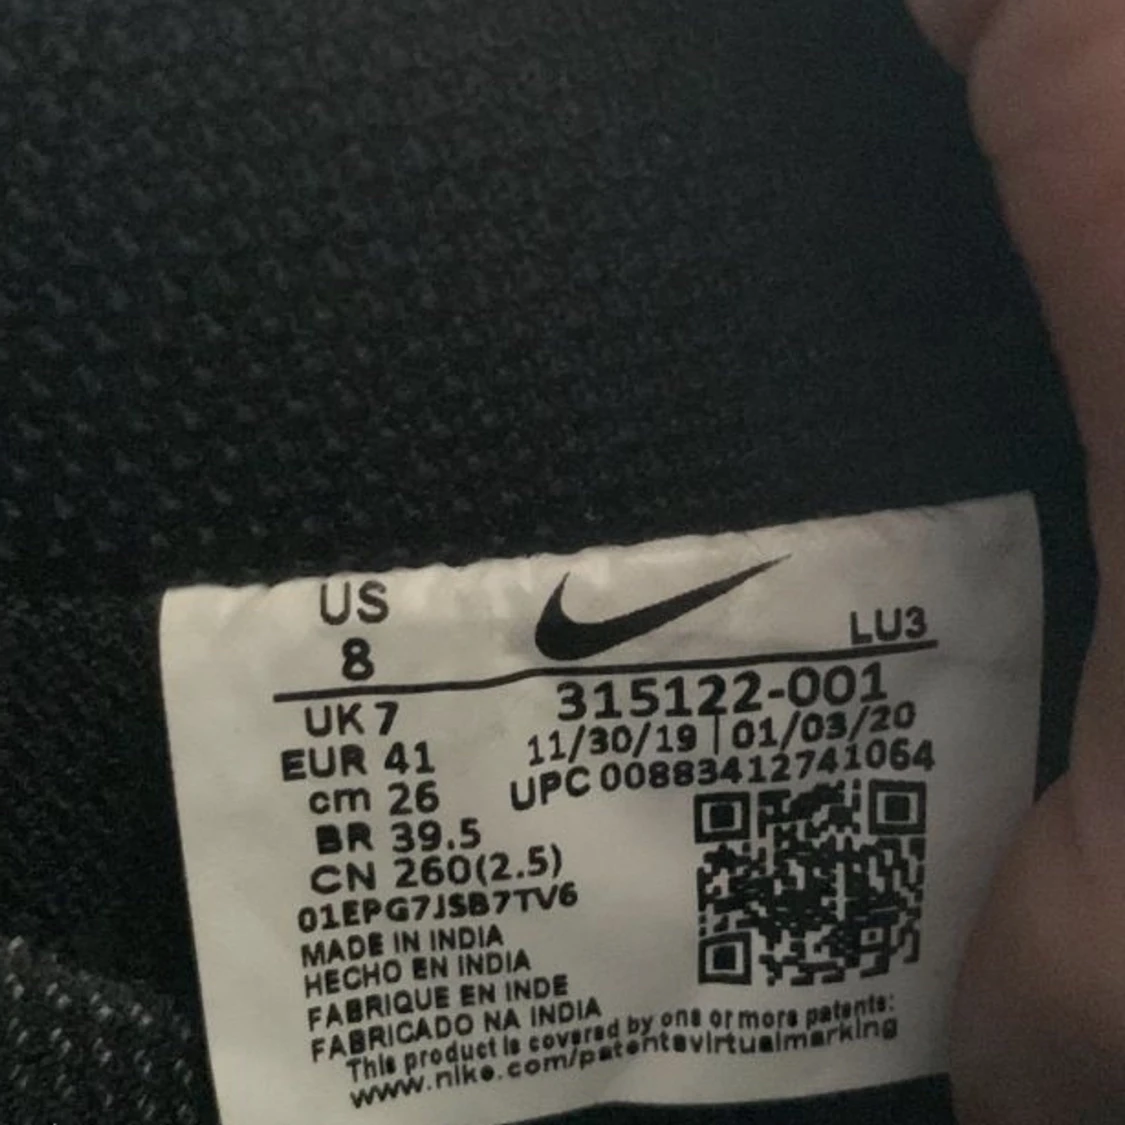 US
8
LU3
UK 7
315122-001
EUR 41
11/30/19 | 01/03/20
cm 26
UPC 00883412741064
BR 39.5
CN 260(2.5)
01EPG7JSB7TV6
MADE IN INDIA
HECHO EN INDIA
FABRIQUE EN INDE
FABRICADO NA INDIA
This product is covered by one or more patents:
www.nike.com/patentsvirtualmarking